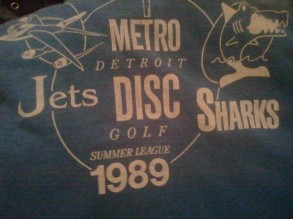 METRO
DETROIT
Jets DISC SHARKS
GOLF
SUMMER LEAGUE
1989